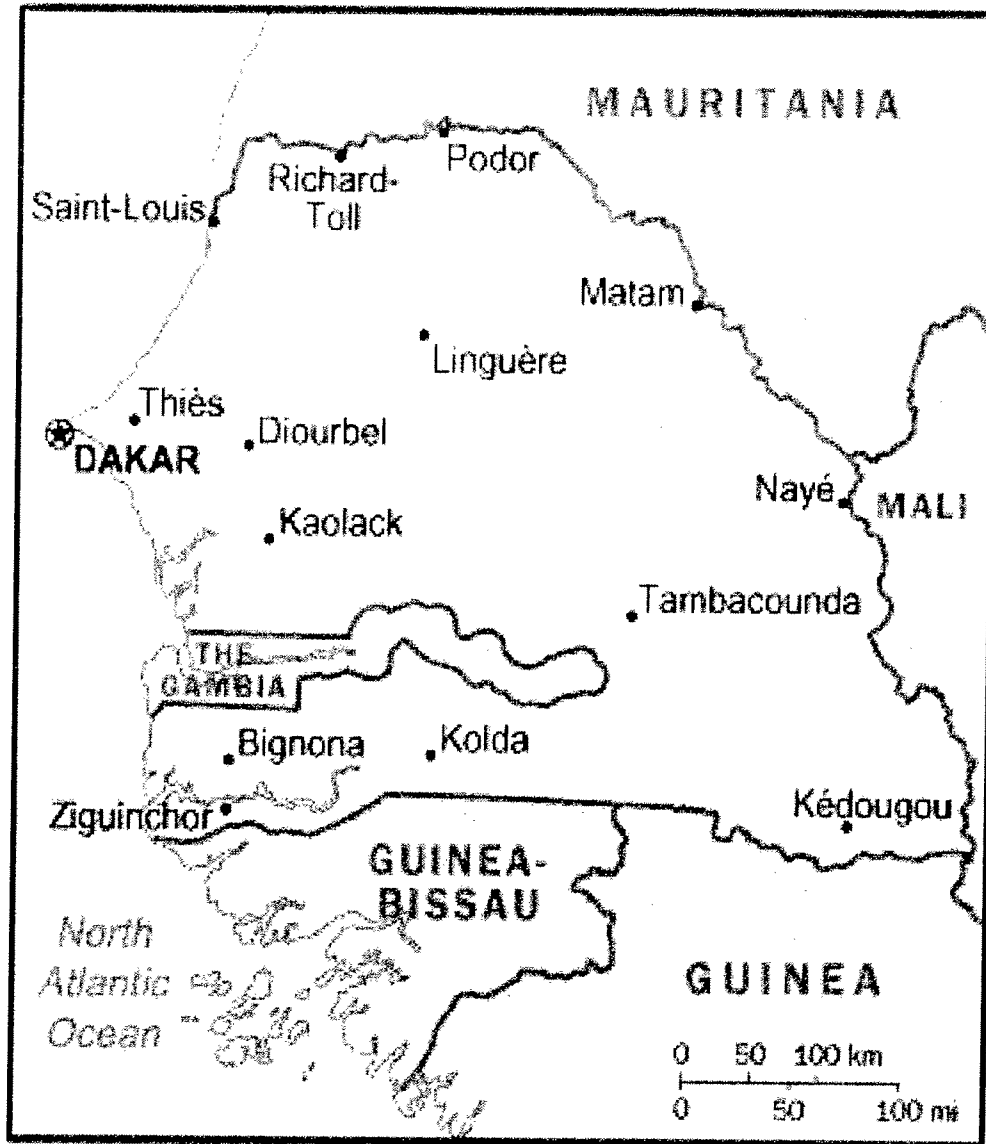 MAURITANIA
Podor
Richard-
Toll
Saint-Louis
Matam
Linguère
Thiès
DAKAR
Diourbel
Nayé
MALI
Kaolack
Tambacounda
THE
GAMBIA
Bignona
Kolda
Ziguinchor
Kédougou
GUINEA-
BISSAU
North
Atlantic
Ocean
GUINEA
0 50 100 km
0 50 100 mi